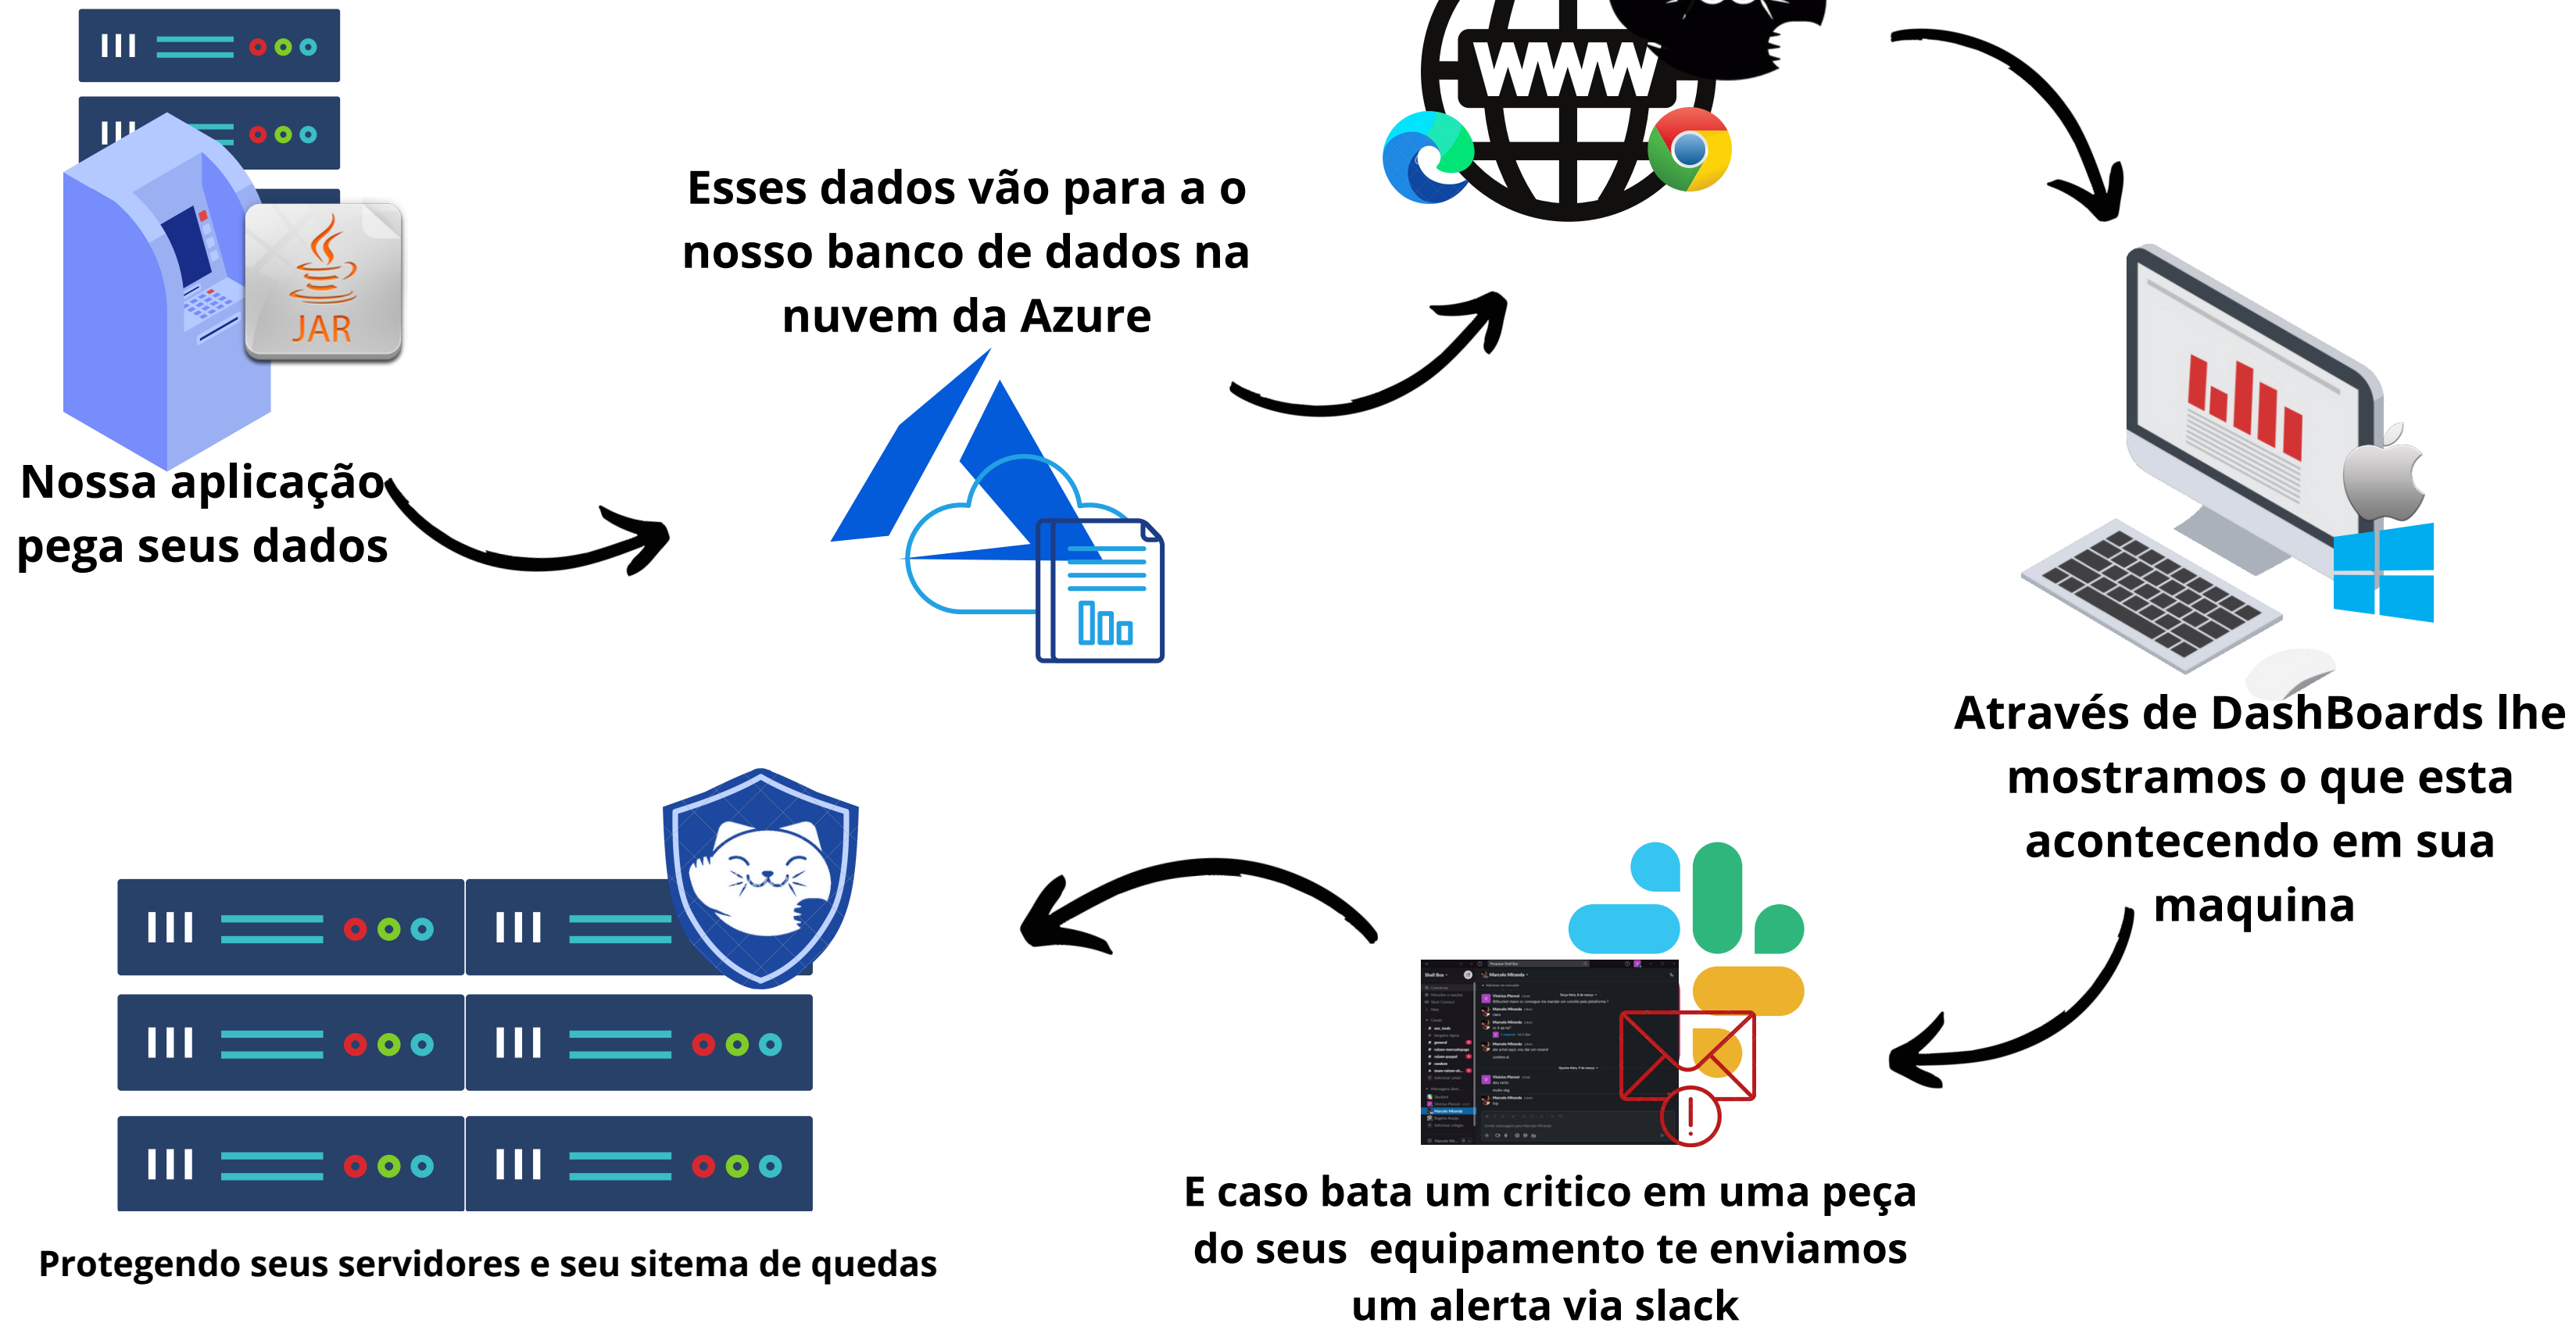 WWW
JAR
Nossa aplicação
pega seus dados
Esses dados vão para a o
nosso banco de dados na
nuvem da Azure
Através de DashBoards lhe
mostramos o que esta
acontecendo em sua
maquina
E caso bata um critico em uma peça
do seus  equipamento te enviamos
um alerta via slack
Marcelo Miranda
Protegendo seus servidores e seu sitema de quedas